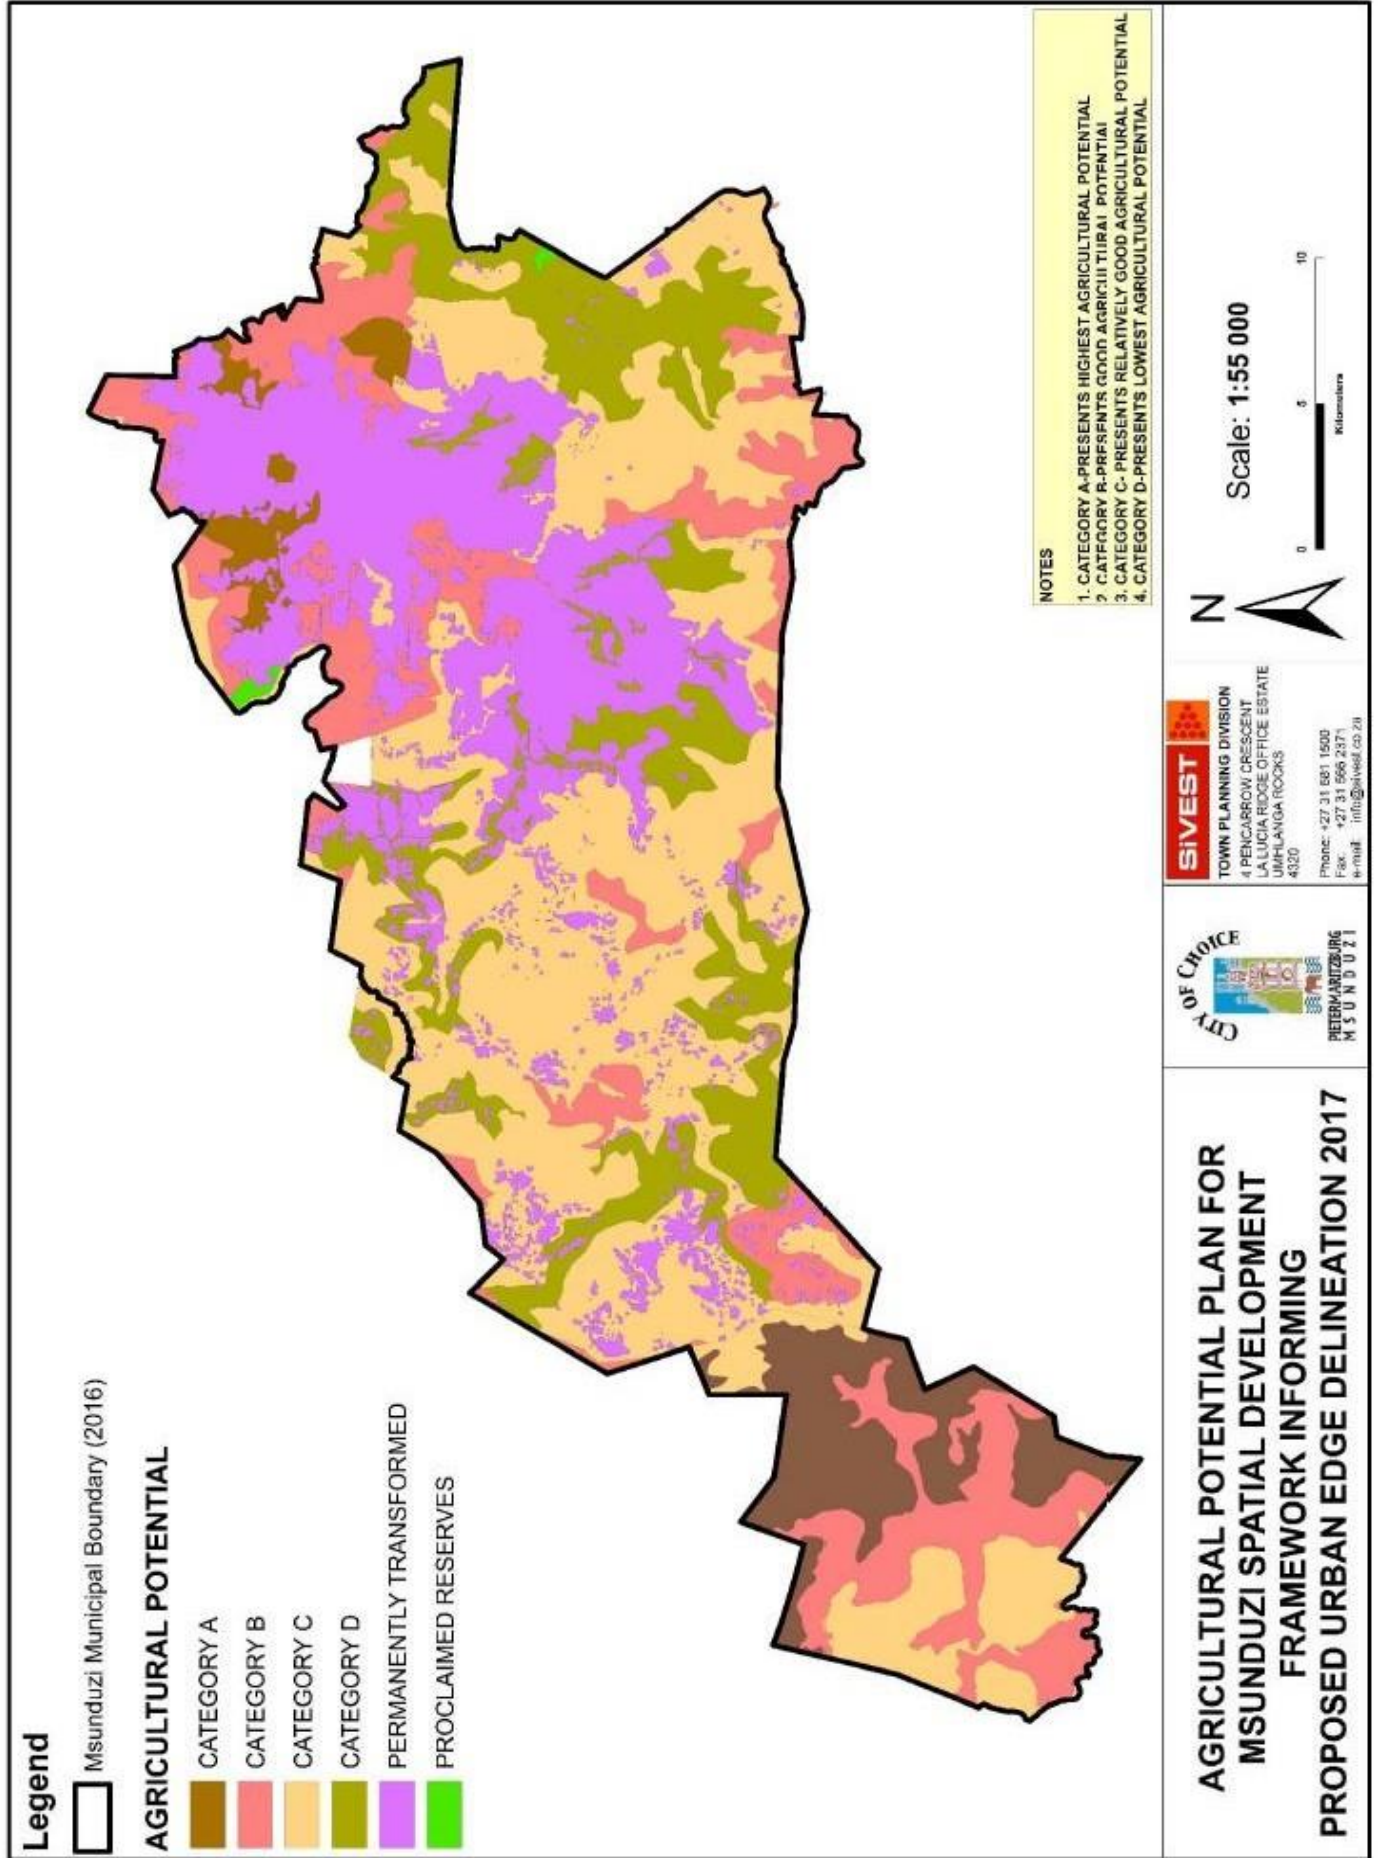 Legend
Msunduzi Municipal Boundary (2016)
AGRICULTURAL POTENTIAL
CATEGORY A
CATEGORY B
CATEGORY C
CATEGORY D
PERMANENTLY TRANSFORMED
PROCLAIMED RESERVES
NOTES
1. CATEGORY A-PRESENTS HIGHEST AGRICULTURAL POTENTIAL
2. CATEGORY B-PRESENTS GOOD AGRICULTURAL POTENTIAL
3. CATEGORY C- PRESENTS RELATIVELY GOOD AGRICULTURAL POTENTIAL
4. CATEGORY D-PRESENTS LOWEST AGRICULTURAL POTENTIAL
AGRICULTURAL POTENTIAL PLAN FOR
MSUNDUZI SPATIAL DEVELOPMENT
FRAMEWORK INFORMING
PROPOSED URBAN EDGE DELINEATION 2017
CITY OF CHOICE
PIETERMARITZBURG
MSUNDUZI
SiVEST
TOWN PLANNING DIVISION
4 PENCARROW CRESCENT
LA LUCIA RIDGE OFFICE ESTATE
UMHLANGA ROCKS
4320
Phone: +27 31 581 1500
Fax: +27 31 566 2371
e-mail: info@sivest.co.za
N
Scale: 1:55 000
0 5 10
Kilometers